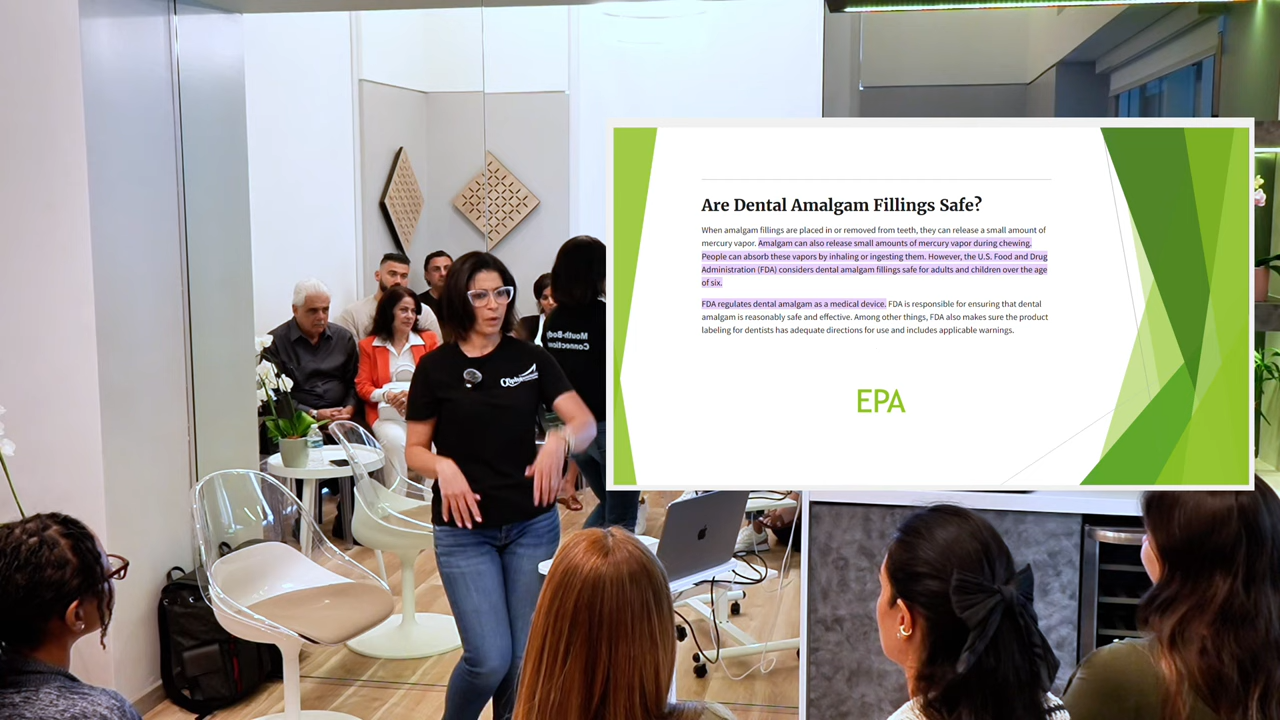 Are Dental Amalgam Fillings Safe?
When amalgam fillings are placed in or removed from teeth, they can release a small amount of
mercury vapor. Amalgam can also release small amounts of mercury vapor during chewing.
People can absorb these vapors by inhaling or ingesting them. However, the U.S. Food and Drug
Administration (FDA) considers dental amalgam fillings safe for adults and children over the age
of six.
FDA regulates dental amalgam as a medical device. FDA is responsible for ensuring that dental
amalgam is reasonably safe and effective. Among other things, FDA also makes sure the product
labeling for dentists has adequate directions for use and includes applicable warnings.
EPA
Mouth-Body
Connection